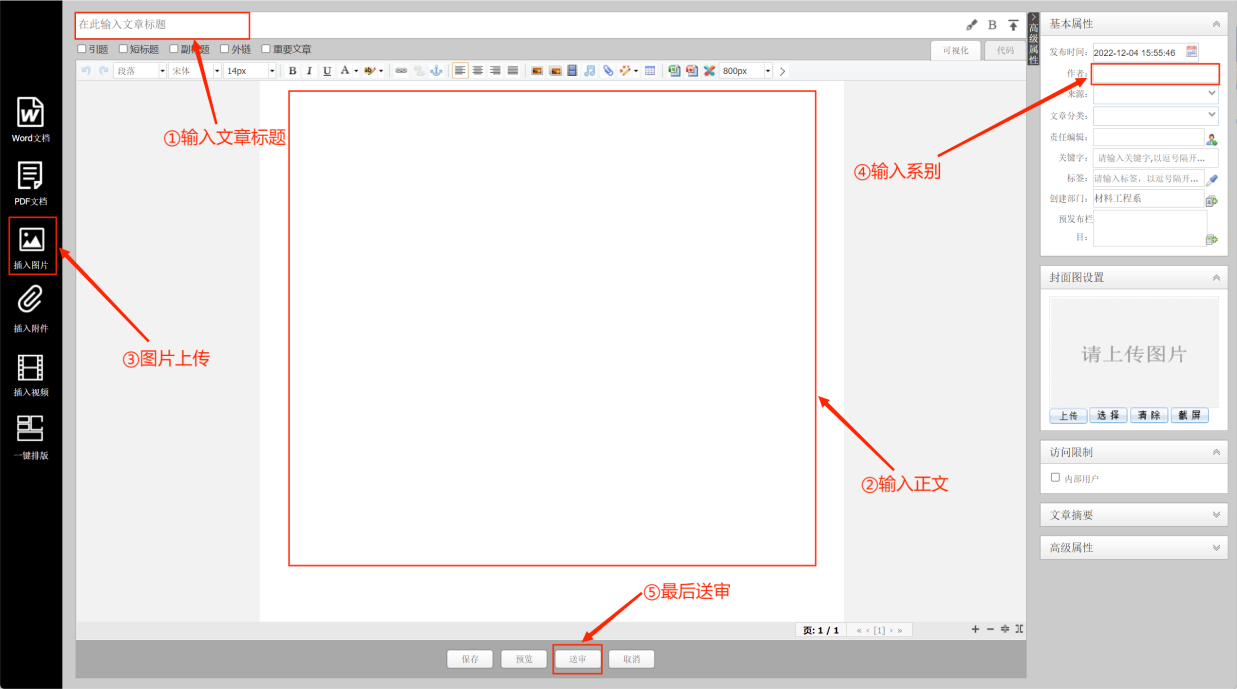 在此输入文章标题
引题 短标题 副标题 外链 重要文章
可视化 代码
段落 宋体 14px B I U A 800px
Word文档
PDF文档
插入图片
插入附件
插入视频
一键排版
①输入文章标题
③图片上传
②输入正文
④输入系别
⑤最后送审
页: 1 / 1 « ‹ [1] › »
保存 预览 送审 取消
高级属性
基本属性
发布时间: 2022-12-04 15:55:46
作者:
来源:
文章分类:
责任编辑:
关键字: 请输入关键字,以逗号隔开...
标签: 请输入标签, 以逗号隔开...
创建部门: 材料工程系
预发布栏
目:
封面图设置
请上传图片
上传 选择 清除 截屏
访问限制
内部用户
文章摘要
高级属性